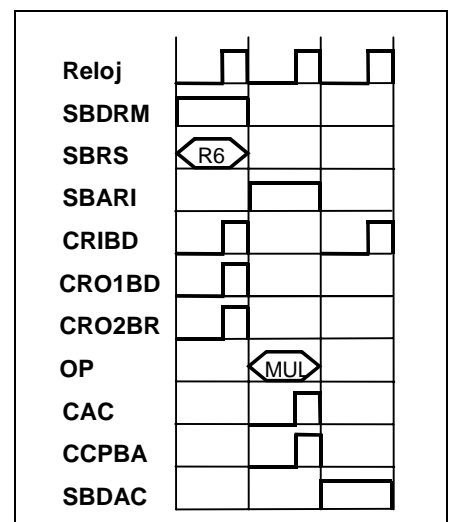 Reloj
SBDRM
SBRS R6
SBARI
CRIBD
CRO1BD
CRO2BR
OP MUL
CAC
CCPBA
SBDAC